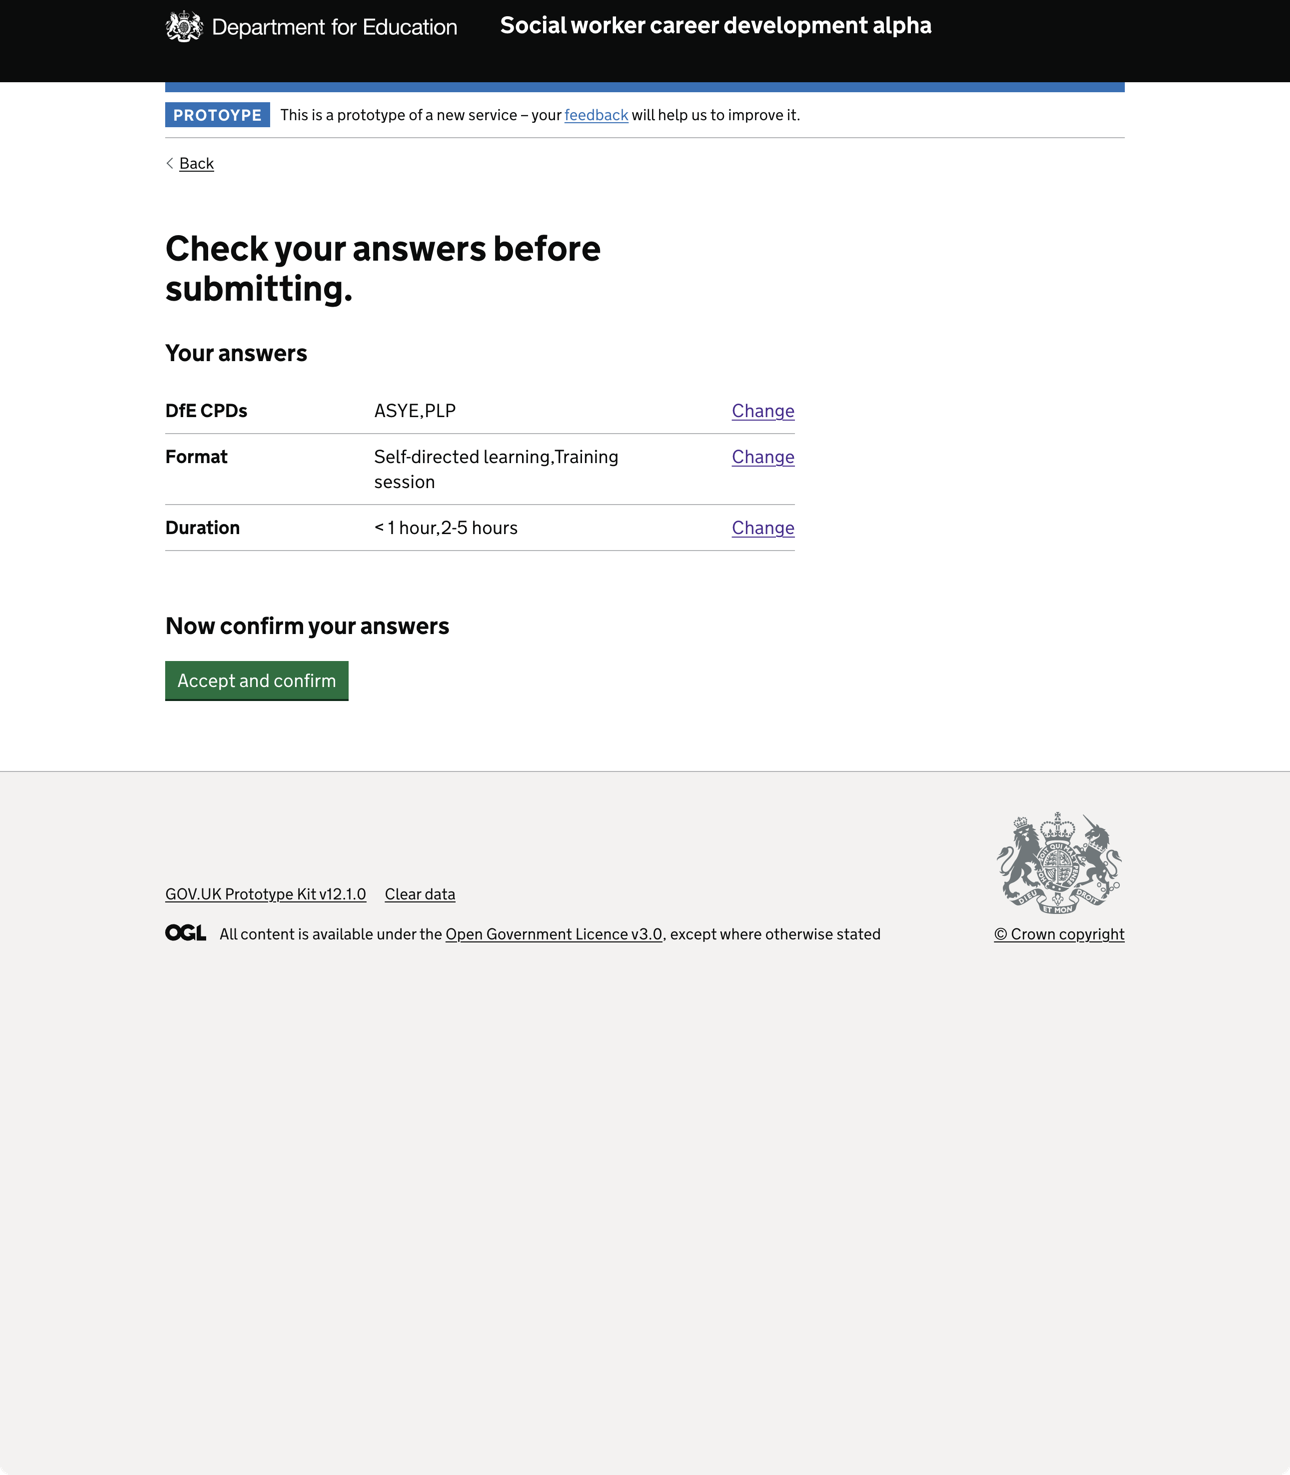 Department for Education
Social worker career development alpha
PROTOYPE This is a prototype of a new service – your feedback will help us to improve it.
Back
Check your answers before
submitting.
Your answers
DfE CPDs ASYE,PLP Change
Format Self-directed learning,Training Change
session
Duration < 1 hour,2-5 hours Change
Now confirm your answers
Accept and confirm
GOV.UK Prototype Kit v12.1.0 Clear data
OGL All content is available under the Open Government Licence v3.0, except where otherwise stated
DIEU ET MON DROIT
© Crown copyright